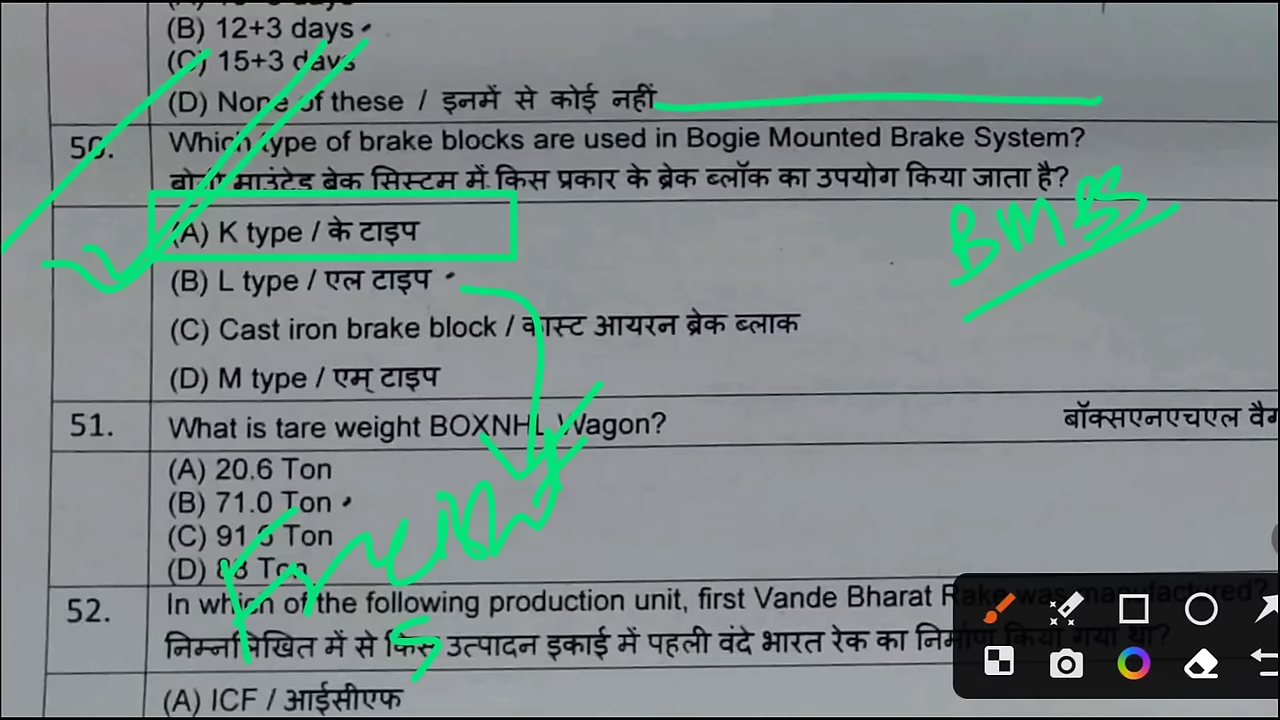 (B) 12+3 days
(C) 15+3 days
(D) None of these / इनमें से कोई नहीं
50. Which type of brake blocks are used in Bogie Mounted Brake System?
बोगी माउंटेड ब्रेक सिस्टम में किस प्रकार के ब्रेक ब्लॉक का उपयोग किया जाता है?
(A) K type / के टाइप
(B) L type / एल टाइप
(C) Cast iron brake block / कास्ट आयरन ब्रेक ब्लाक
(D) M type / एम् टाइप
BMBS
51. What is tare weight BOXNHL Wagon? बॉक्सएनएचएल वैग
(A) 20.6 Ton
(B) 71.0 Ton
(C) 91.6 Ton
(D) 88 Ton
Freight
52. In which of the following production unit, first Vande Bharat Rake was manufactured?
निम्नलिखित में से किस उत्पादन इकाई में पहली वंदे भारत रेक का निर्माण किया गया था?
(A) ICF / आईसीएफ